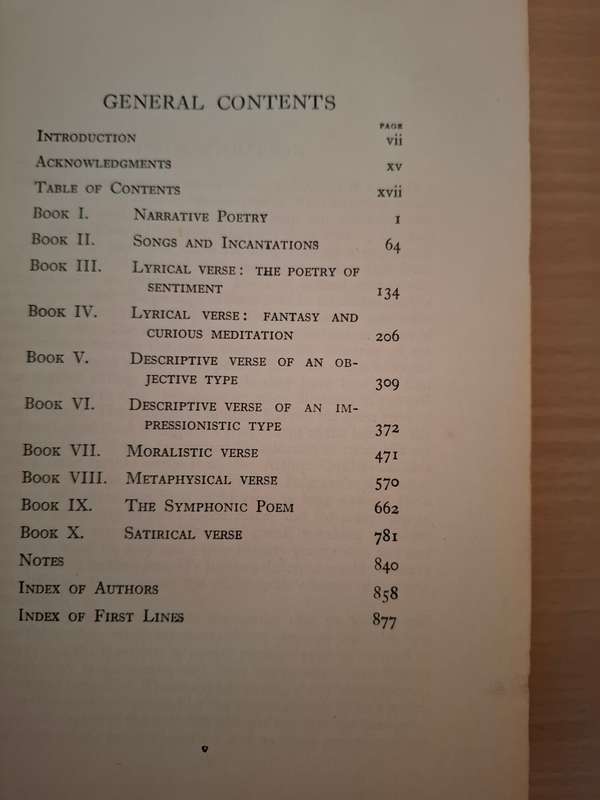 GENERAL CONTENTS
PAGE
INTRODUCTION vii
ACKNOWLEDGMENTS xv
TABLE OF CONTENTS xvii
BOOK I. NARRATIVE POETRY 1
BOOK II. SONGS AND INCANTATIONS 64
BOOK III. LYRICAL VERSE: THE POETRY OF
SENTIMENT 134
BOOK IV. LYRICAL VERSE: FANTASY AND
CURIOUS MEDITATION 206
BOOK V. DESCRIPTIVE VERSE OF AN OB-
JECTIVE TYPE 309
BOOK VI. DESCRIPTIVE VERSE OF AN IM-
PRESSIONISTIC TYPE 372
BOOK VII. MORALISTIC VERSE 471
BOOK VIII. METAPHYSICAL VERSE 570
BOOK IX. THE SYMPHONIC POEM 662
BOOK X. SATIRICAL VERSE 781
NOTES 840
INDEX OF AUTHORS 858
INDEX OF FIRST LINES 877
v